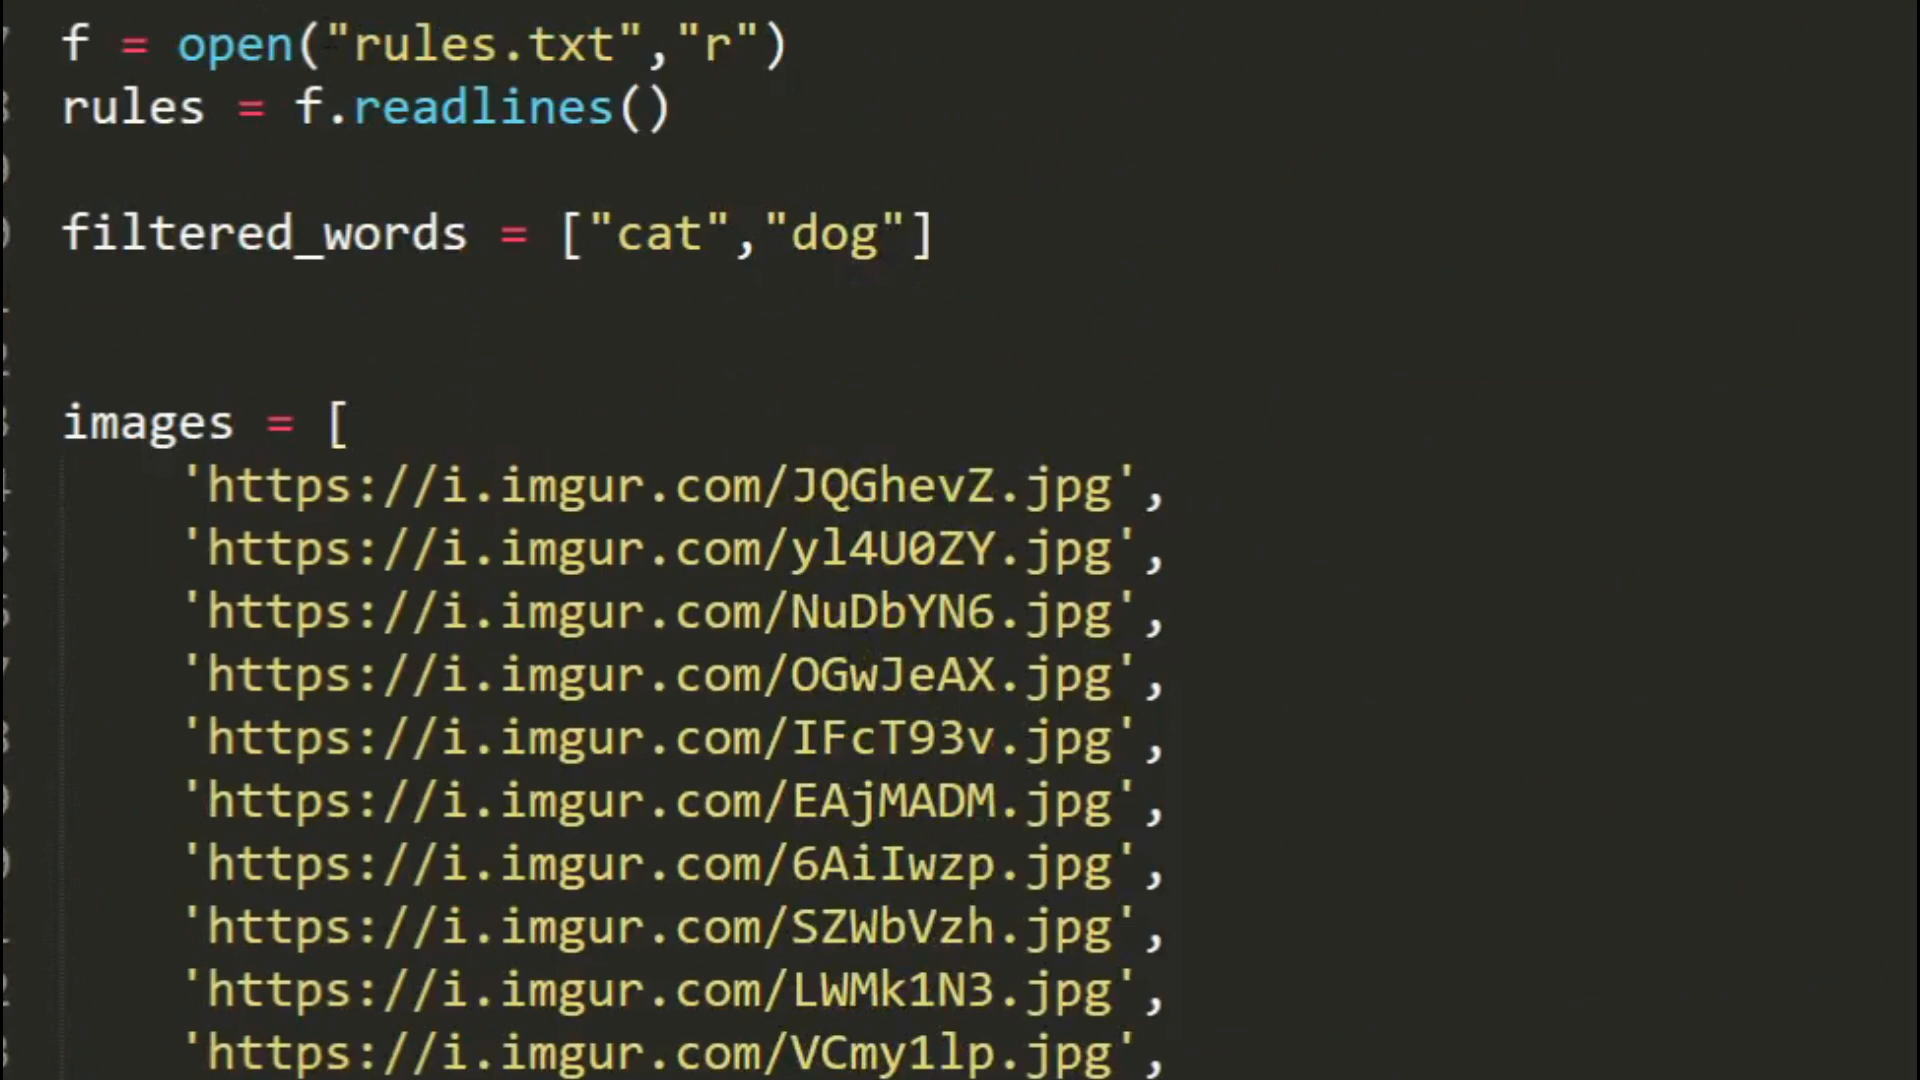 f = open("rules.txt","r")
rules = f.readlines()
filtered_words = ["cat","dog"]
images = [
'https://i.imgur.com/JQGhevZ.jpg',
'https://i.imgur.com/yl4U0ZY.jpg',
'https://i.imgur.com/NuDbYN6.jpg',
'https://i.imgur.com/OGwJeAX.jpg',
'https://i.imgur.com/IFcT93v.jpg',
'https://i.imgur.com/EAjMADM.jpg',
'https://i.imgur.com/6AiIwzp.jpg',
'https://i.imgur.com/SZWbVzh.jpg',
'https://i.imgur.com/LWMk1N3.jpg',
'https://i.imgur.com/VCmy1lp.jpg',